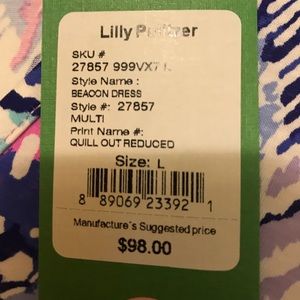 Lilly Pulitzer
SKU #
27857 999VX7 L
Style Name :
BEACON DRESS
Style #: 27857
MULTI
Print Name #:
QUILL OUT REDUCED
Size: L
8 89069 23392 1
Manufacture's Suggested price
$98.00